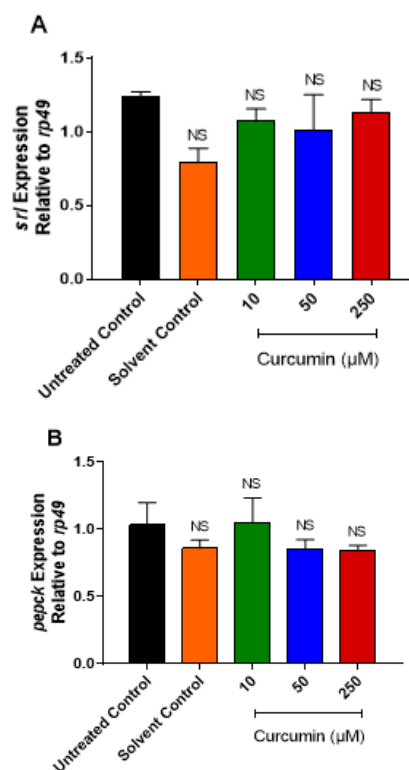 A
srl Expression
Relative to rp49
1.5
1.0
0.5
0.0
NS
NS
NS
NS
Untreated Control
Solvent Control
10
50
250
Curcumin (µM)
B
pepck Expression
Relative to rp49
1.5
1.0
0.5
0.0
NS
NS
NS
NS
Untreated Control
Solvent Control
10
50
250
Curcumin (µM)